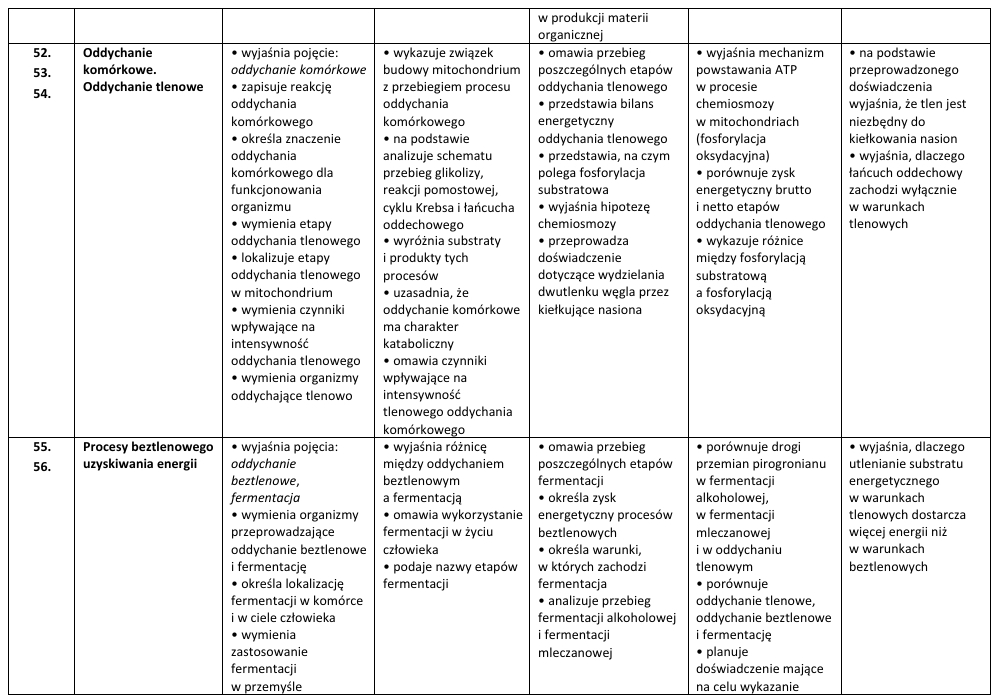 w produkcji materii
organicznej
52.
53.
54.
Oddychanie
komórkowe.
Oddychanie tlenowe
• wyjaśnia pojęcie:
oddychanie komórkowe
• zapisuje reakcję
oddychania
komórkowego
• określa znaczenie
oddychania
komórkowego dla
funkcjonowania
organizmu
• wymienia etapy
oddychania tlenowego
• lokalizuje etapy
oddychania tlenowego
w mitochondrium
• wymienia czynniki
wpływające na
intensywność
oddychania tlenowego
• wymienia organizmy
oddychające tlenowo
• wykazuje związek
budowy mitochondrium
z przebiegiem procesu
oddychania
komórkowego
• na podstawie
analizuje schematu
przebieg glikolizy,
reakcji pomostowej,
cyklu Krebsa i łańcucha
oddechowego
• wyróżnia substraty
i produkty tych
procesów
• uzasadnia, że
oddychanie komórkowe
ma charakter
kataboliczny
• omawia czynniki
wpływające na
intensywność
tlenowego oddychania
komórkowego
• omawia przebieg
poszczególnych etapów
oddychania tlenowego
• przedstawia bilans
energetyczny
oddychania tlenowego
• przedstawia, na czym
polega fosforylacja
substratowa
• wyjaśnia hipotezę
chemiosmozy
• przeprowadza
doświadczenie
dotyczące wydzielania
dwutlenku węgla przez
kiełkujące nasiona
• wyjaśnia mechanizm
powstawania ATP
w procesie
chemiosmozy
w mitochondriach
(fosforylacja
oksydacyjna)
• porównuje zysk
energetyczny brutto
i netto etapów
oddychania tlenowego
• wykazuje różnice
między fosforylacją
substratową
a fosforylacją
oksydacyjną
• na podstawie
przeprowadzonego
doświadczenia
wyjaśnia, że tlen jest
niezbędny do
kiełkowania nasion
• wyjaśnia, dlaczego
łańcuch oddechowy
zachodzi wyłącznie
w warunkach
tlenowych
55.
56.
Procesy beztlenowego
uzyskiwania energii
• wyjaśnia pojęcia:
oddychanie
beztlenowe,
fermentacja
• wymienia organizmy
przeprowadzające
oddychanie beztlenowe
i fermentację
• określa lokalizację
fermentacji w komórce
i w ciele człowieka
• wymienia
zastosowanie
fermentacji
w przemyśle
• wyjaśnia różnicę
między oddychaniem
beztlenowym
a fermentacją
• omawia wykorzystanie
fermentacji w życiu
człowieka
• podaje nazwy etapów
fermentacji
• omawia przebieg
poszczególnych etapów
fermentacji
• określa zysk
energetyczny procesów
beztlenowych
• określa warunki,
w których zachodzi
fermentacja
• analizuje przebieg
fermentacji alkoholowej
i fermentacji
mleczanowej
• porównuje drogi
przemian pirogronianu
w fermentacji
alkoholowej,
w fermentacji
mleczanowej
i w oddychaniu
tlenowym
• porównuje
oddychanie tlenowe,
oddychanie beztlenowe
i fermentację
• planuje
doświadczenie mające
na celu wykazanie
• wyjaśnia, dlaczego
utlenianie substratu
energetycznego
w warunkach
tlenowych dostarcza
więcej energii niż
w warunkach
beztlenowych